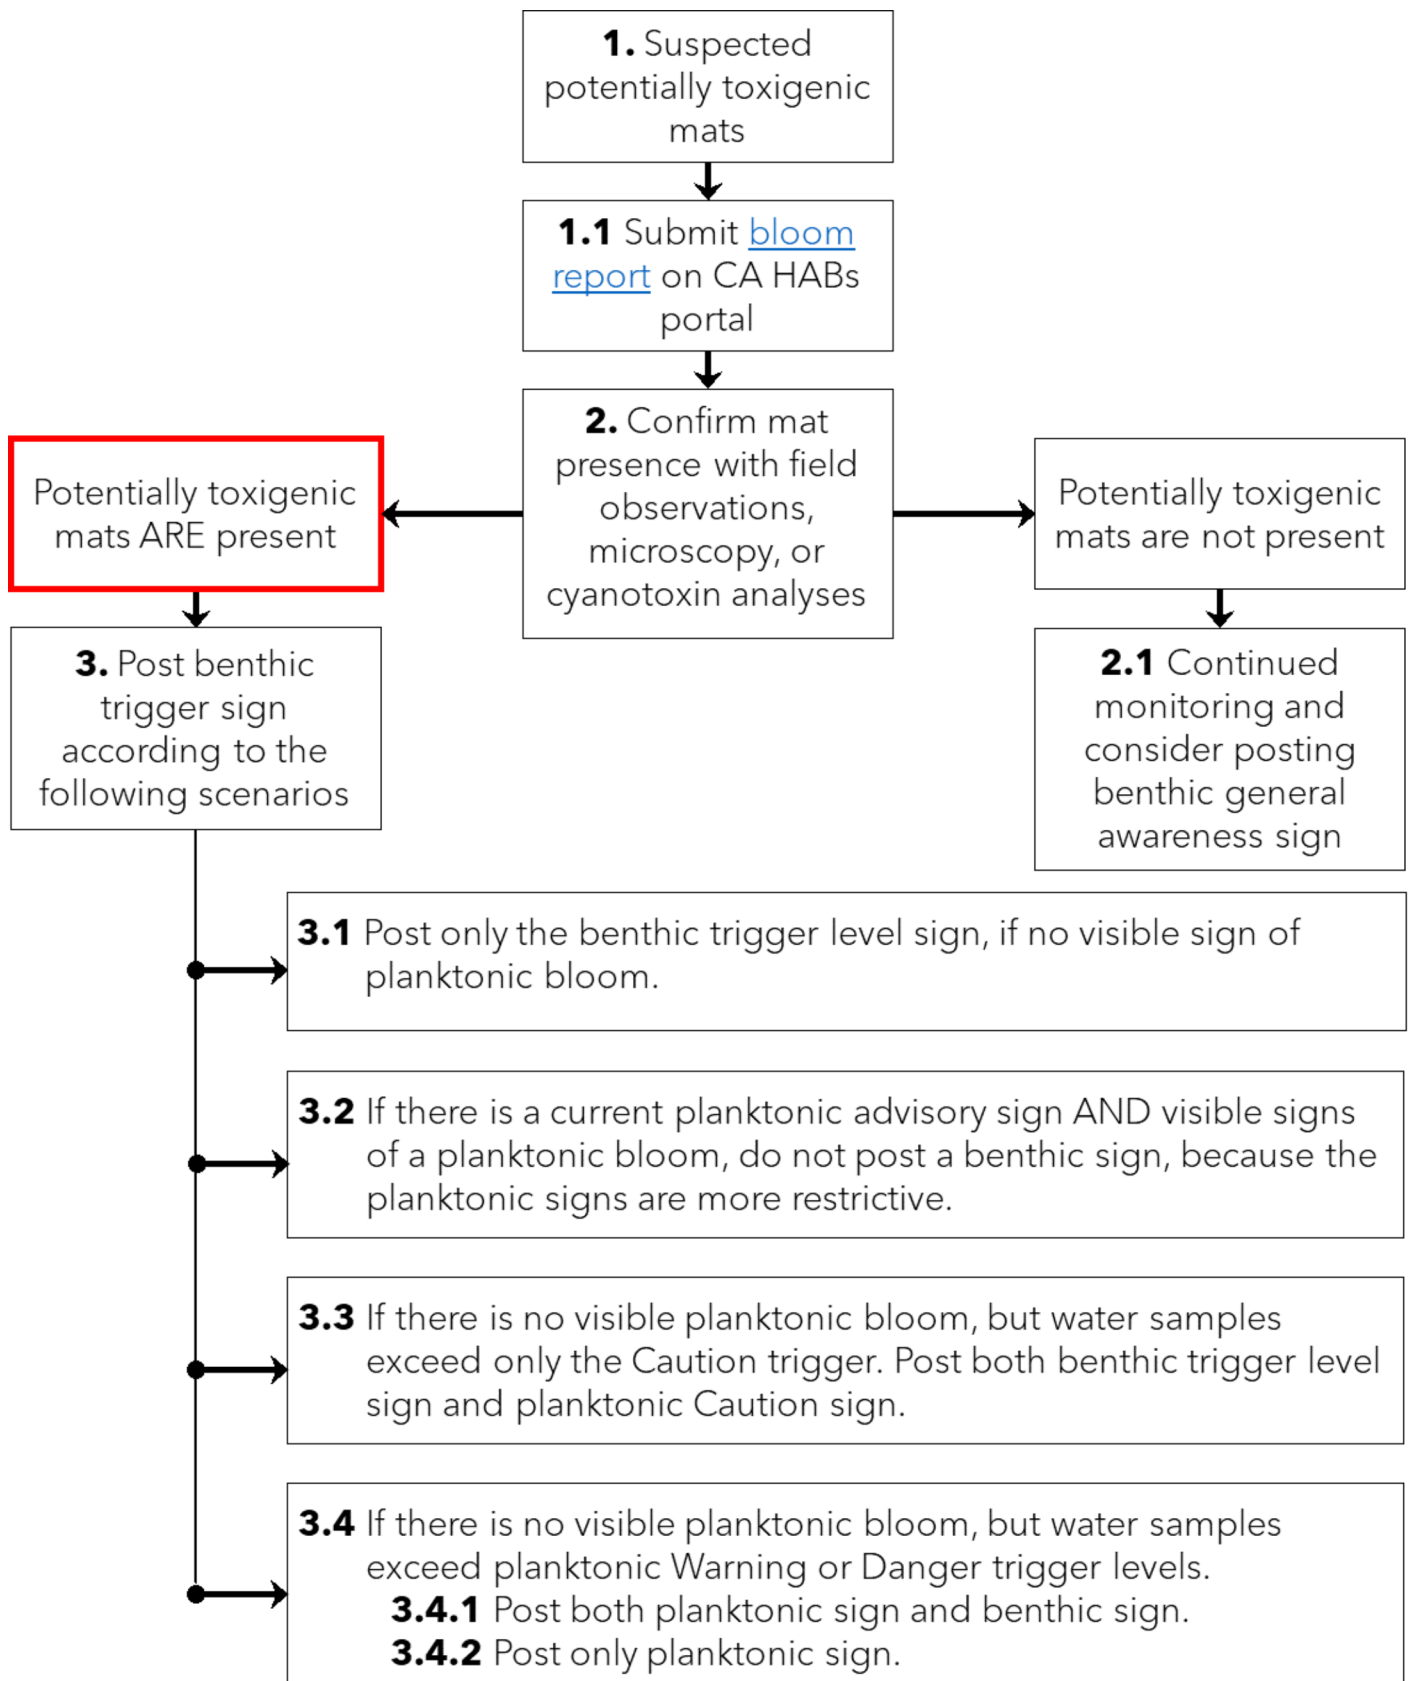 1. Suspected
potentially toxigenic
mats
1.1 Submit bloom
report on CA HABs
portal
2. Confirm mat
presence with field
observations,
microscopy, or
cyanotoxin analyses
Potentially toxigenic
mats ARE present
Potentially toxigenic
mats are not present
3. Post benthic
trigger sign
according to the
following scenarios
2.1 Continued
monitoring and
consider posting
benthic general
awareness sign
3.1 Post only the benthic trigger level sign, if no visible sign of
planktonic bloom.
3.2 If there is a current planktonic advisory sign AND visible signs
of a planktonic bloom, do not post a benthic sign, because the
planktonic signs are more restrictive.
3.3 If there is no visible planktonic bloom, but water samples
exceed only the Caution trigger. Post both benthic trigger level
sign and planktonic Caution sign.
3.4 If there is no visible planktonic bloom, but water samples
exceed planktonic Warning or Danger trigger levels.
3.4.1 Post both planktonic sign and benthic sign.
3.4.2 Post only planktonic sign.